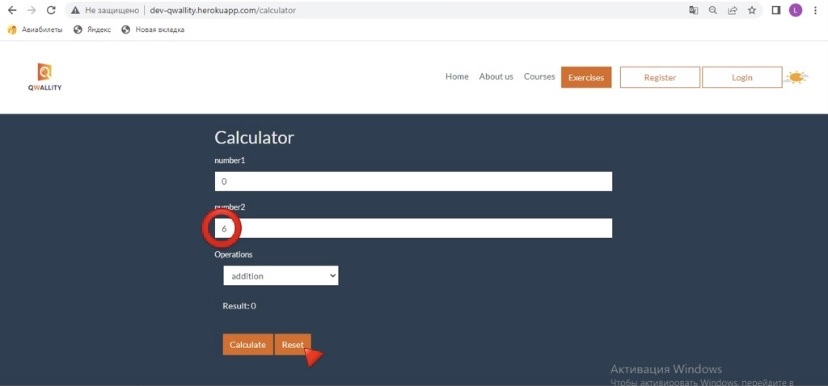 Не защищено | dev-qwallity.herokuapp.com/calculator
Авиабилеты Яндекс Новая вкладка
L
QWALLITY
Home About us Courses Exercises Register Login
Calculator
number1
0
number2
6
Operations
addition
Result: 0
Calculate Reset
Активация Windows
Чтобы активировать Windows, перейдите в